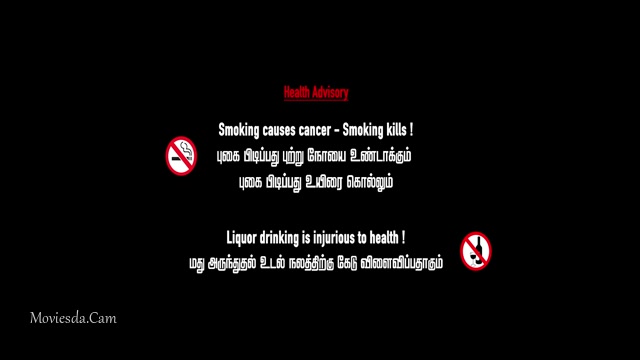 Health Advisory
Smoking causes cancer - Smoking kills !
புகை பிடிப்பது புற்று நோயை உண்டாக்கும்
புகை பிடிப்பது உயிரை கொல்லும்
Liquor drinking is injurious to health !
மது அருந்துதல் உடல் நலத்திற்கு கேடு விளைவிப்பதாகும்
Moviesda.Cam